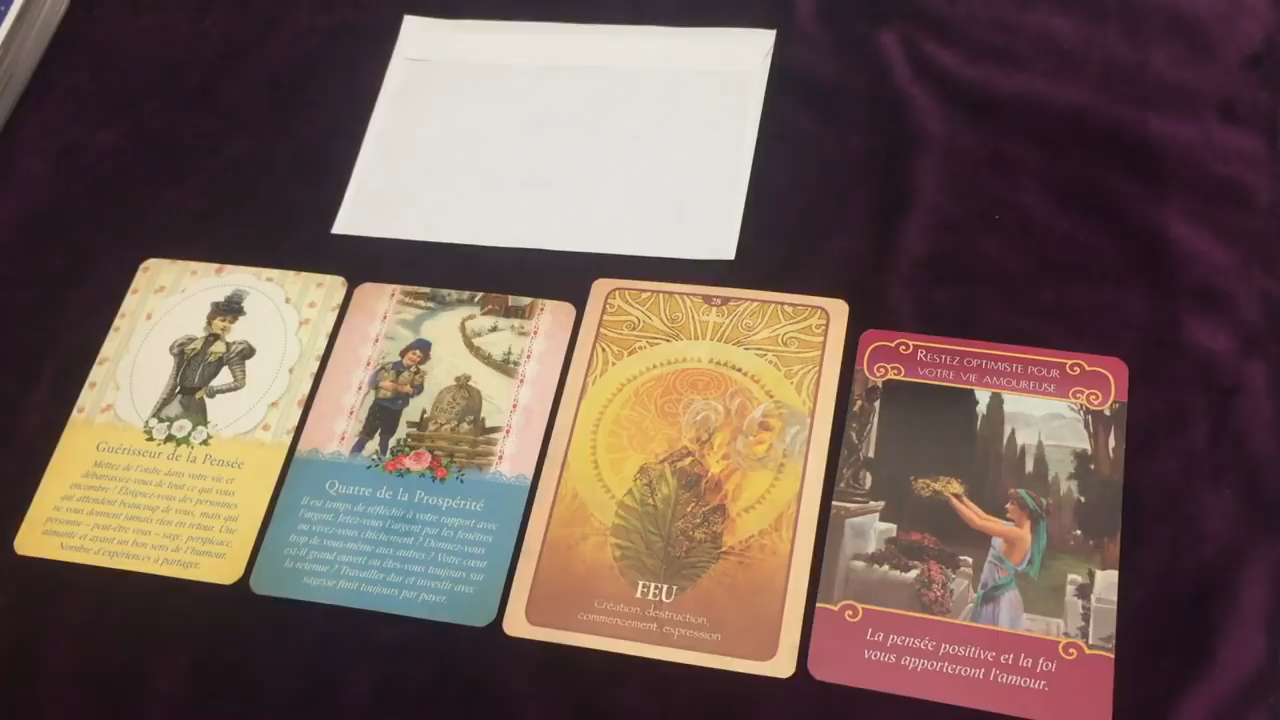 Guérisseur de la Pensée
Mettez de l'ordre dans votre vie et
débarrassez-vous de tout ce qui vous
encombre ! Éloignez-vous des personnes
qui attendent beaucoup de vous, mais qui
ne vous donnent jamais rien en retour. Une
personne – peut-être vous – sage, perspicace,
aimante et ayant un bon sens de l'humour.
Nombre d'expériences à partager.
Quatre de la Prospérité
Il est temps de réfléchir à votre rapport avec
l'argent. Jetez-vous l'argent par les fenêtres
ou vivez-vous chichement ? Donnez-vous
trop de vous-même aux autres ? Votre cœur
est-il grand ouvert ou êtes-vous toujours sur
la retenue ? Travailler dur et investir avec
sagesse finit toujours par payer.
28
FEU
Création, destruction,
commencement, expression
RESTEZ OPTIMISTE POUR
VOTRE VIE AMOUREUSE
La pensée positive et la foi
vous apporteront l'amour.